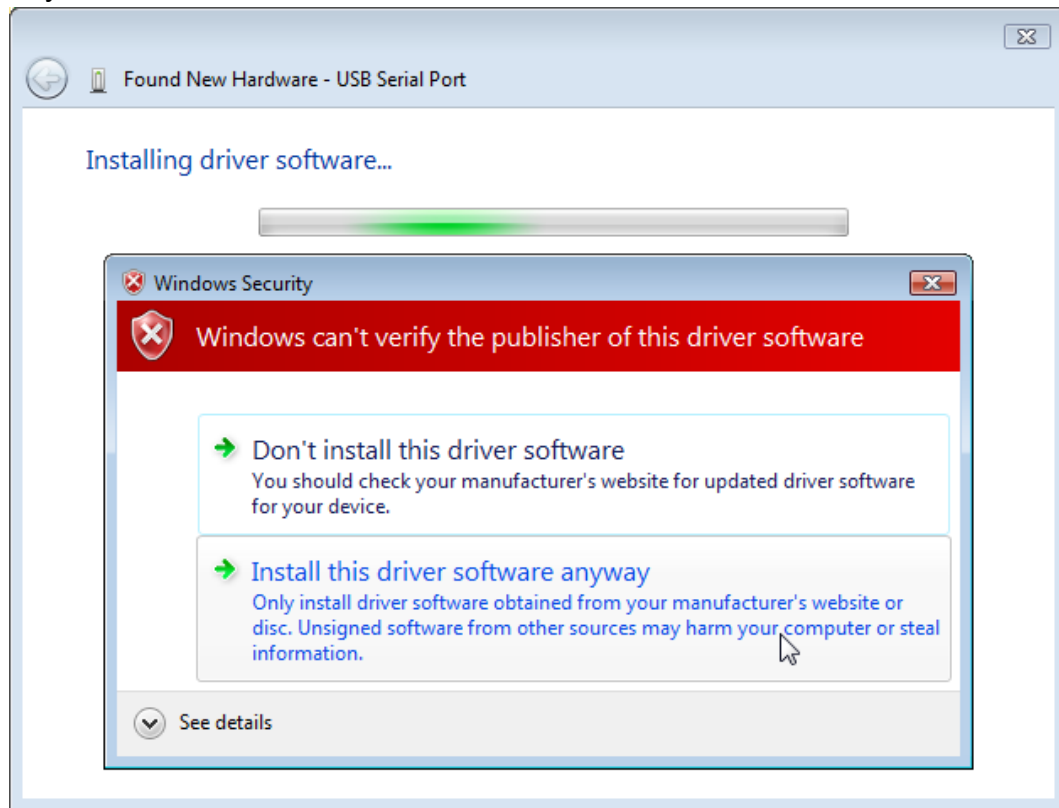 Found New Hardware - USB Serial Port
Installing driver software...
Windows Security
Windows can't verify the publisher of this driver software
Don't install this driver software
You should check your manufacturer's website for updated driver software
for your device.
Install this driver software anyway
Only install driver software obtained from your manufacturer's website or
disc. Unsigned software from other sources may harm your computer or steal
information.
See details